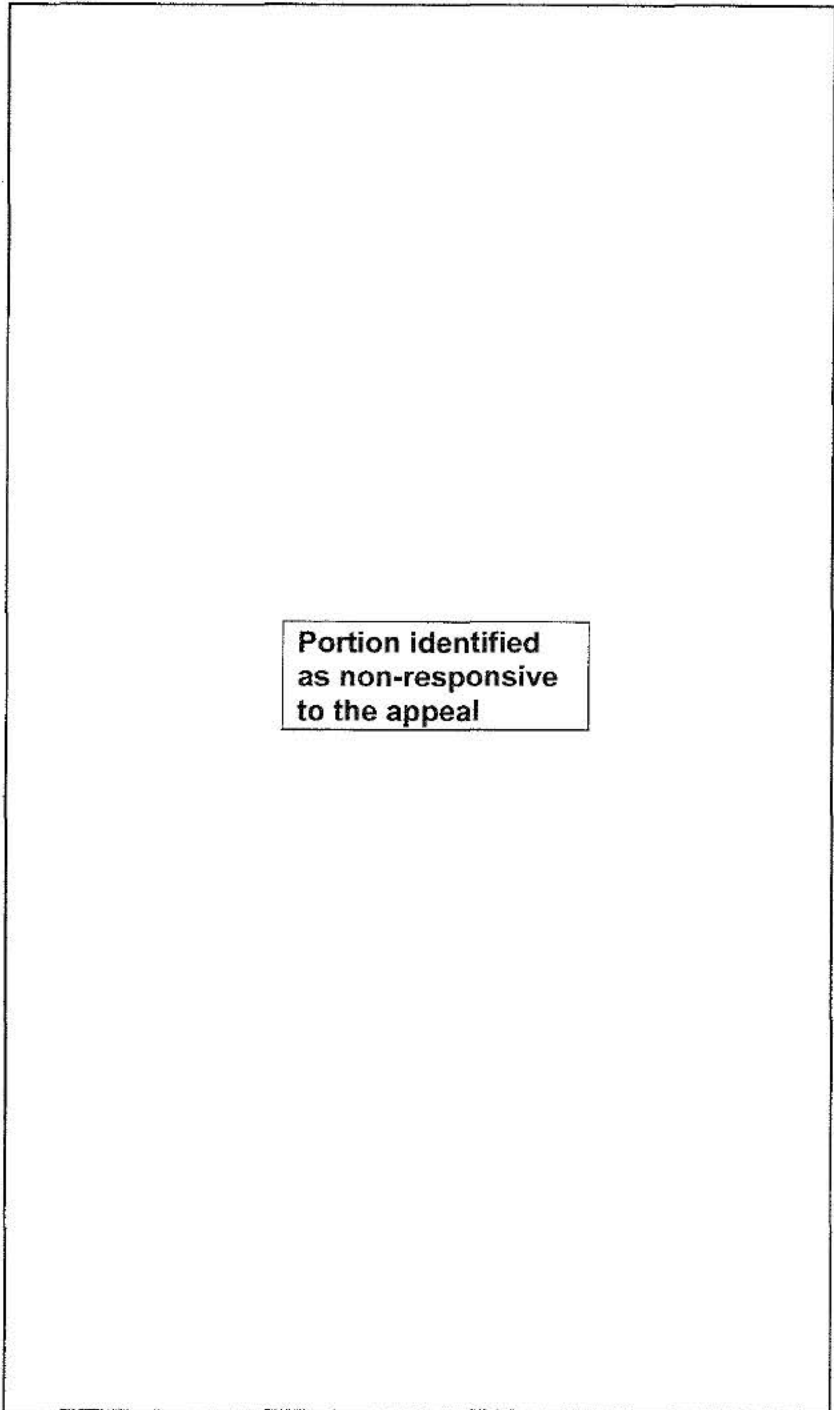 Portion identified
as non-responsive
to the appeal